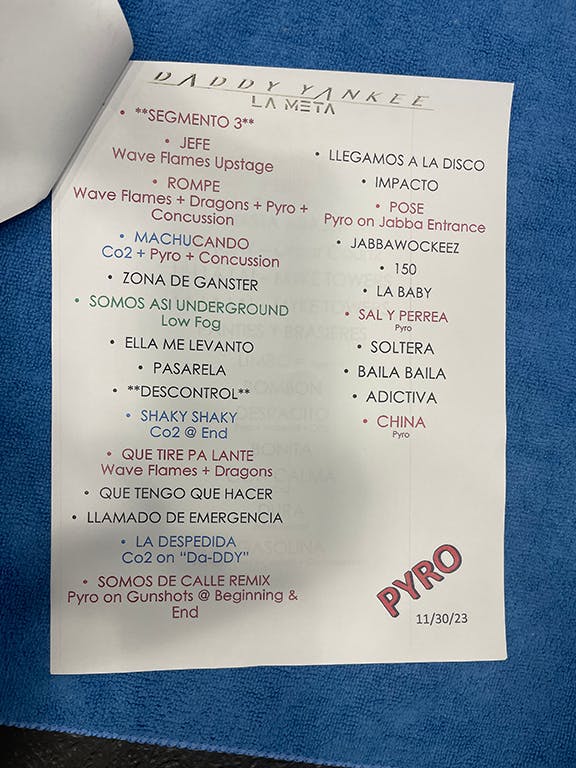 DADDY YANKEE
LA META
• **SEGMENTO 3**
• JEFE
Wave Flames Upstage
• ROMPE
Wave Flames + Dragons + Pyro +
Concussion
• MACHUCANDO
Co2 + Pyro + Concussion
• ZONA DE GANSTER
• SOMOS ASI UNDERGROUND
Low Fog
• ELLA ME LEVANTO
• PASARELA
• **DESCONTROL**
• SHAKY SHAKY
Co2 @ End
• QUE TIRE PA LANTE
Wave Flames + Dragons
• QUE TENGO QUE HACER
• LLAMADO DE EMERGENCIA
• LA DESPEDIDA
Co2 on “Da-DDY”
• SOMOS DE CALLE REMIX
Pyro on Gunshots @ Beginning &
End
• LLEGAMOS A LA DISCO
• IMPACTO
• POSE
Pyro on Jabba Entrance
• JABBAWOCKEEZ
• 150
• LA BABY
• SAL Y PERREA
Pyro
• SOLTERA
• BAILA BAILA
• ADICTIVA
• CHINA
Pyro
PYRO
11/30/23